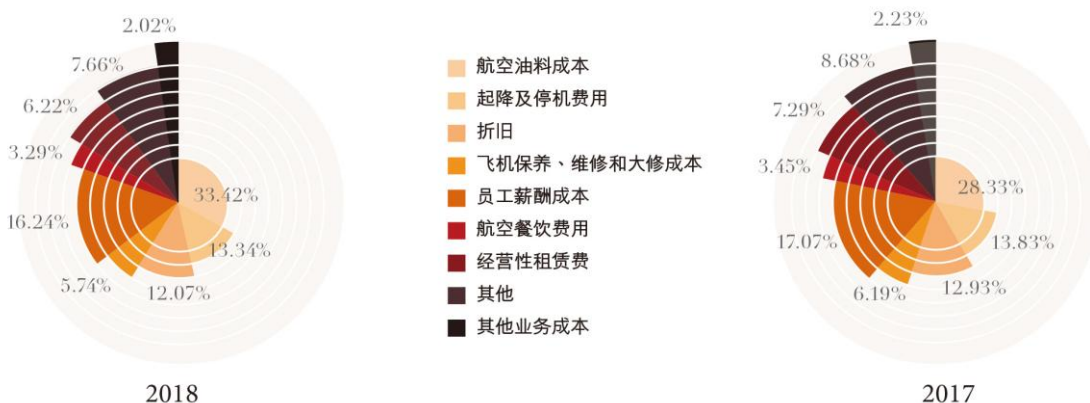 2.02%
7.66%
6.22%
3.29%
16.24%
5.74%
12.07%
13.34%
33.42%
2018
航空油料成本
起降及停机费用
折旧
飞机保养、维修和大修成本
员工薪酬成本
航空餐饮费用
经营性租赁费
其他
其他业务成本
2.23%
8.68%
7.29%
3.45%
17.07%
6.19%
12.93%
13.83%
28.33%
2017